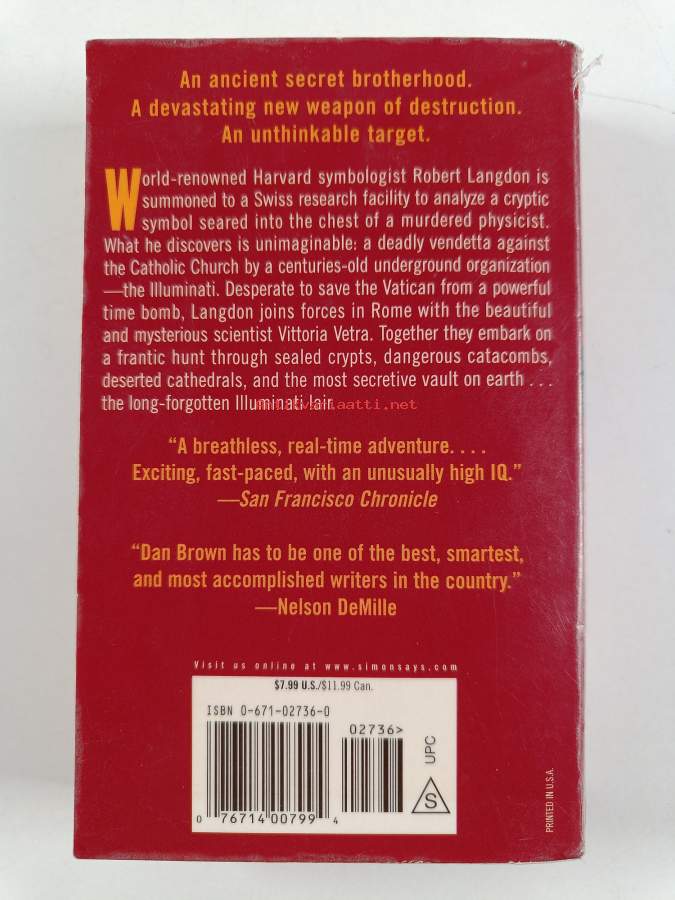 An ancient secret brotherhood.
A devastating new weapon of destruction.
An unthinkable target.
World-renowned Harvard symbologist Robert Langdon is
summoned to a Swiss research facility to analyze a cryptic
symbol seared into the chest of a murdered physicist.
What he discovers is unimaginable: a deadly vendetta against
the Catholic Church by a centuries-old underground organization
—the Illuminati. Desperate to save the Vatican from a powerful
time bomb, Langdon joins forces in Rome with the beautiful
and mysterious scientist Vittoria Vetra. Together they embark on
a frantic hunt through sealed crypts, dangerous catacombs,
deserted cathedrals, and the most secretive vault on earth . . .
the long-forgotten Illuminati lair.
“A breathless, real-time adventure. . . .
Exciting, fast-paced, with an unusually high IQ.”
—San Francisco Chronicle
“Dan Brown has to be one of the best, smartest,
and most accomplished writers in the country.”
—Nelson DeMille
Visit us online at www.simonsays.com
$7.99 U.S./$11.99 Can.
ISBN 0-671-02736-0
02736>
UPC
S
0 76714 00799 4
PRINTED IN U.S.A.